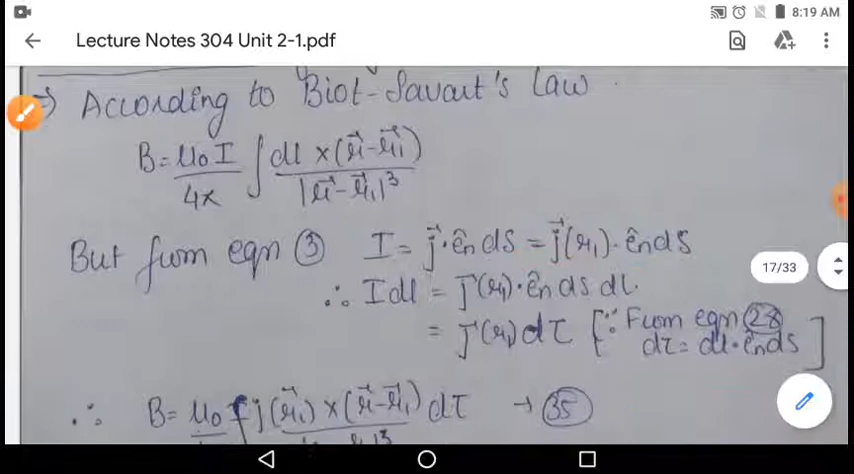 8:19 AM
Lecture Notes 304 Unit 2-1.pdf
⇒ According to Biot-Savart's Law
B = μ₀I / 4π ∫ dl × (r⃗ - r⃗₁) / |r⃗ - r⃗₁|³
But from eqn ③ I = j⃗ · ên dS = j⃗(r₁) · ên dS
∴ I dl = j⃗(r₁) · ên ds dl
= j⃗(r₁) dτ [∵ From eqn ㉘
dτ = dl · ên ds]
17/33
∴ B = μ₀ ∫ j(r⃗₁) × (r⃗ - r⃗₁) dτ → ㉟